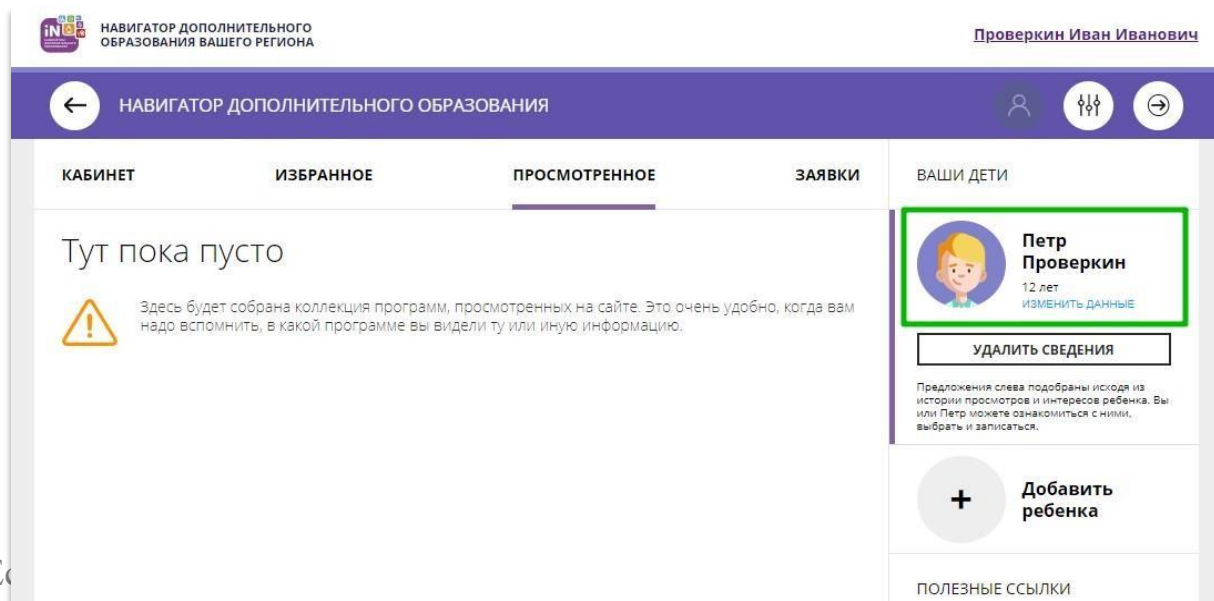 НАВИГАТОР ДОПОЛНИТЕЛЬНОГО
ОБРАЗОВАНИЯ ВАШЕГО РЕГИОНА
Проверкин Иван Иванович
НАВИГАТОР ДОПОЛНИТЕЛЬНОГО ОБРАЗОВАНИЯ
КАБИНЕТ
ИЗБРАННОЕ
ПРОСМОТРЕННОЕ
ЗАЯВКИ
Тут пока пусто
Здесь будет собрана коллекция программ, просмотренных на сайте. Это очень удобно, когда вам
надо вспомнить, в какой программе вы видели ту или иную информацию.
ВАШИ ДЕТИ
Петр
Проверкин
12 лет
ИЗМЕНИТЬ ДАННЫЕ
УДАЛИТЬ СВЕДЕНИЯ
Предложения слева подобраны исходя из
истории просмотров и интересов ребенка. Вы
или Петр можете ознакомиться с ними,
выбрать и записаться.
Добавить
ребенка
ПОЛЕЗНЫЕ ССЫЛКИ